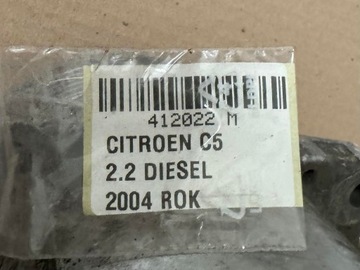 412022 M
CITROEN C5
2.2 DIESEL
2004 ROK